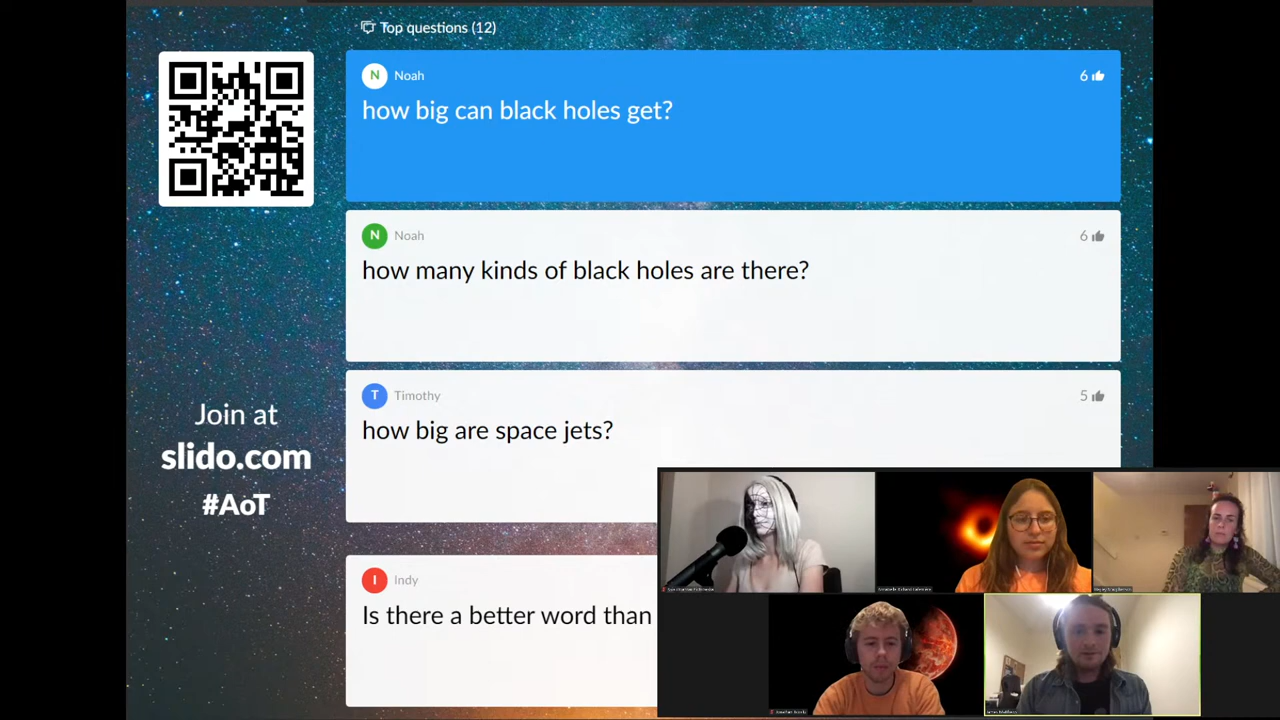 Top questions (12)
N Noah 6
how big can black holes get?
N Noah 6
how many kinds of black holes are there?
T Timothy 5
how big are space jets?
I Indy
Is there a better word than
Join at
slido.com
#AoT